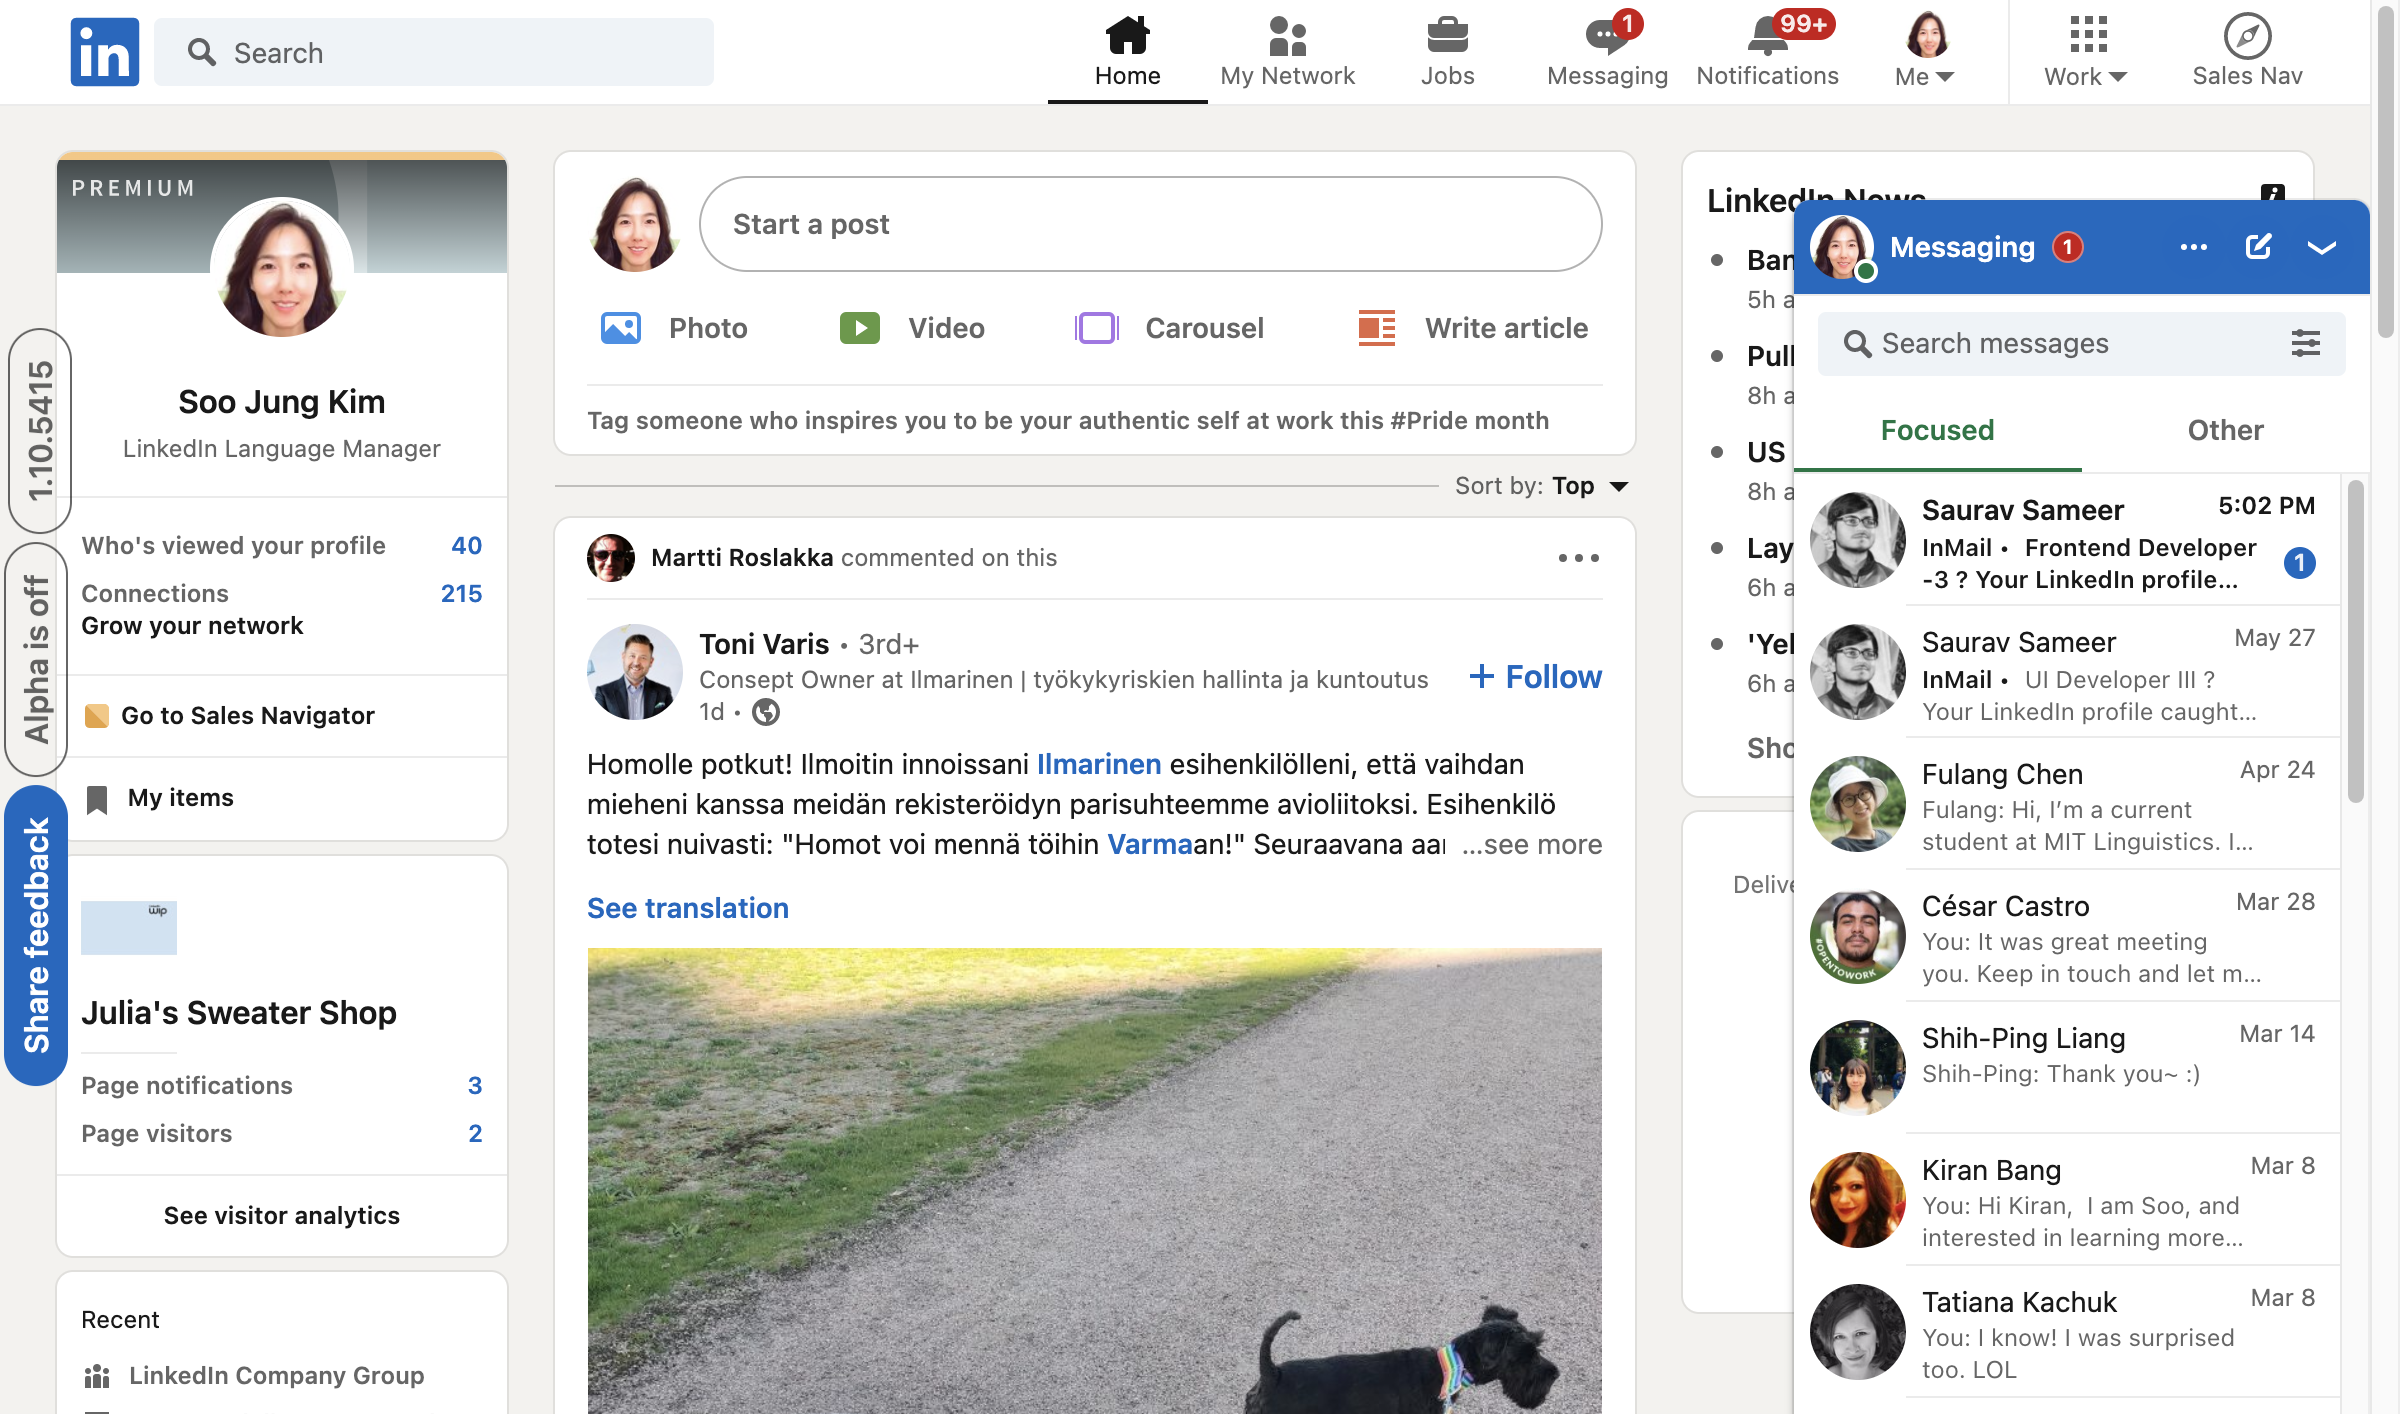 in
Search
Home
My Network
Jobs
1
Messaging
99+
Notifications
Me
Work
Sales Nav
1.10.5415
Alpha is off
Share feedback
PREMIUM
Soo Jung Kim
LinkedIn Language Manager
Who's viewed your profile 40
Connections 215
Grow your network
Go to Sales Navigator
My items
wip
Julia's Sweater Shop
Page notifications 3
Page visitors 2
See visitor analytics
Recent
LinkedIn Company Group
Start a post
Photo
Video
Carousel
Write article
Tag someone who inspires you to be your authentic self at work this #Pride month
Sort by: Top
Martti Roslakka commented on this
Toni Varis • 3rd+
Consept Owner at Ilmarinen | työkykyriskien hallinta ja kuntoutus
1d •
+ Follow
Homolle potkut! Ilmoitin innoissani Ilmarinen esihenkilölleni, että vaihdan
mieheni kanssa meidän rekisteröidyn parisuhteemme avioliitoksi. Esihenkilö
totesi nuivasti: "Homot voi mennä töihin Varmaan!" Seuraavana ...see more
See translation
LinkedIn News
5h
8h
US
8h
6h
6h
Messaging 1
Search messages
Focused
Other
Saurav Sameer 5:02 PM
InMail • Frontend Developer
-3 ? Your LinkedIn profile... 1
Saurav Sameer May 27
InMail • UI Developer III ?
Your LinkedIn profile caught...
Fulang Chen Apr 24
Fulang: Hi, I'm a current
student at MIT Linguistics. I...
#OPENTOWORK
César Castro Mar 28
You: It was great meeting
you. Keep in touch and let m...
Shih-Ping Liang Mar 14
Shih-Ping: Thank you~ :)
Kiran Bang Mar 8
You: Hi Kiran, I am Soo, and
interested in learning more...
Tatiana Kachuk Mar 8
You: I know! I was surprised
too. LOL